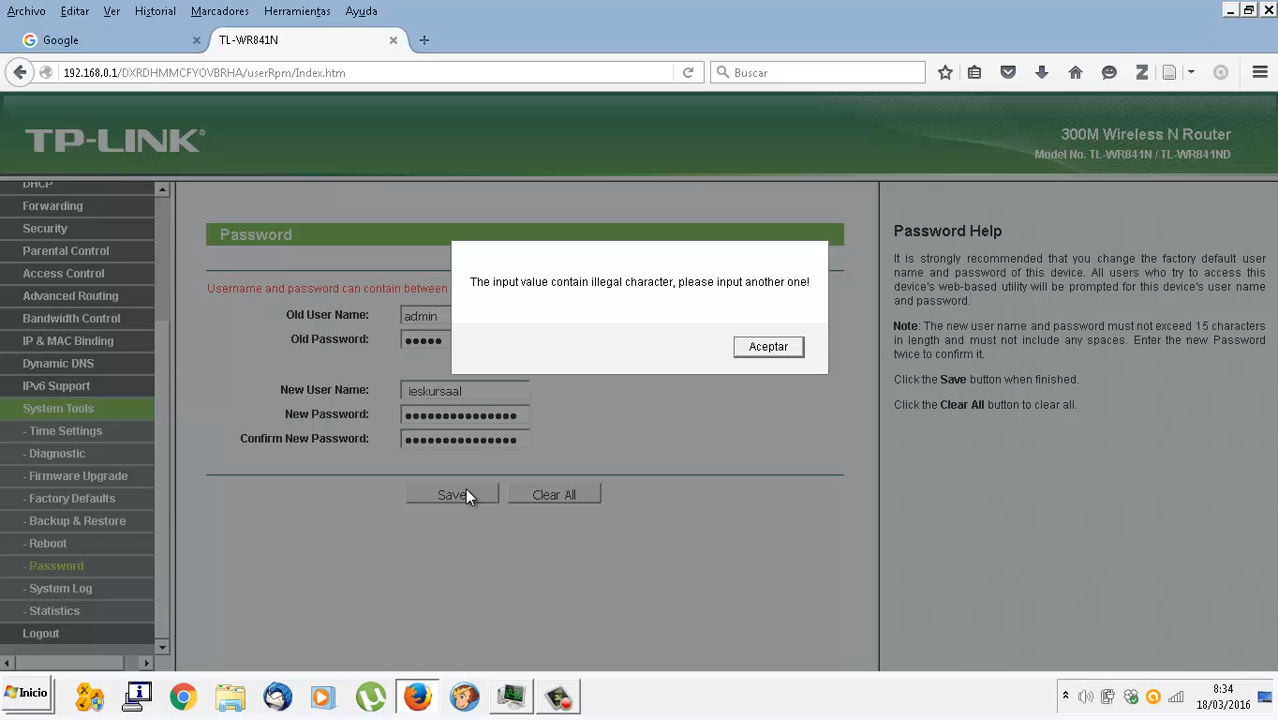 Archivo Editar Ver Historial Marcadores Herramientas Ayuda
Google
TL-WR841N
192.168.0.1/DXRDHMMCFYOVBRHA/userRpm/Index.htm
Buscar
TP-LINK®
300M Wireless N Router
Model No. TL-WR841N / TL-WR841ND
DHCP
Forwarding
Security
Parental Control
Access Control
Advanced Routing
Bandwidth Control
IP & MAC Binding
Dynamic DNS
IPv6 Support
System Tools
- Time Settings
- Diagnostic
- Firmware Upgrade
- Factory Defaults
- Backup & Restore
- Reboot
- Password
- System Log
- Statistics
Logout
Password
Username and password can contain between
Old User Name: admin
Old Password: ●●●●●
New User Name: ieskursaal
New Password: ●●●●●●●●●●●●●●●
Confirm New Password: ●●●●●●●●●●●●●●●
Save Clear All
The input value contain illegal character, please input another one!
Aceptar
Password Help
It is strongly recommended that you change the factory default user
name and password of this device. All users who try to access this
device's web-based utility will be prompted for this device's user name
and password.
Note: The new user name and password must not exceed 15 characters
in length and must not include any spaces. Enter the new Password
twice to confirm it.
Click the Save button when finished.
Click the Clear All button to clear all.
Inicio
8:34
18/03/2016